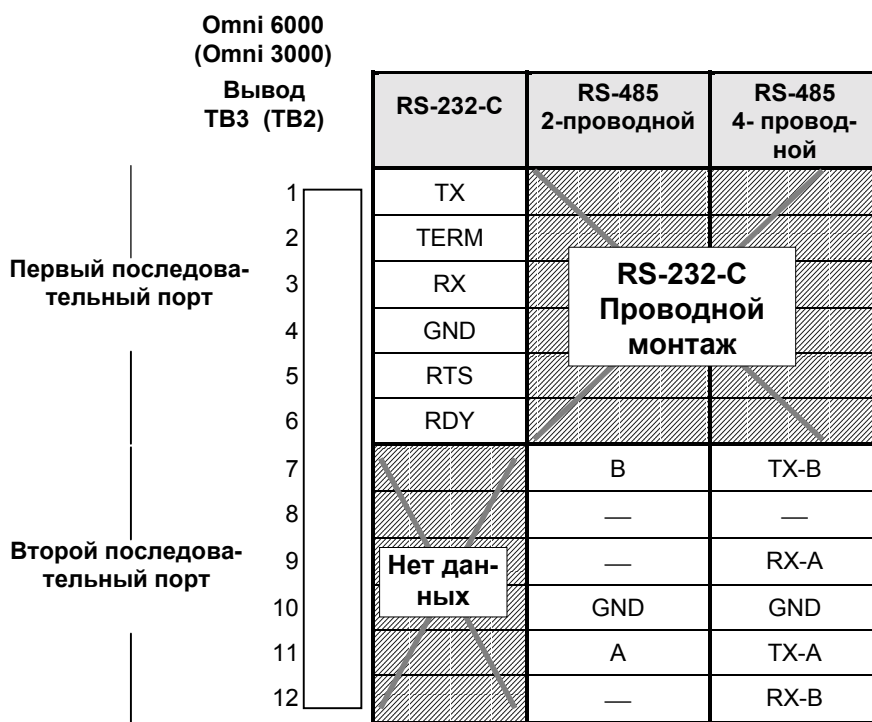 Omni 6000
(Omni 3000)
Вывод
TB3 (TB2)
RS-232-C
RS-485
2-проводной
RS-485
4- провод-
ной
1 TX
2 TERM
3 RX
4 GND
5 RTS
6 RDY
Первый последова-
тельный порт
RS-232-C
Проводной
монтаж
7 B TX-B
8 — —
9 — RX-A
10 GND GND
11 A TX-A
12 — RX-B
Второй последова-
тельный порт
Нет дан-
ных